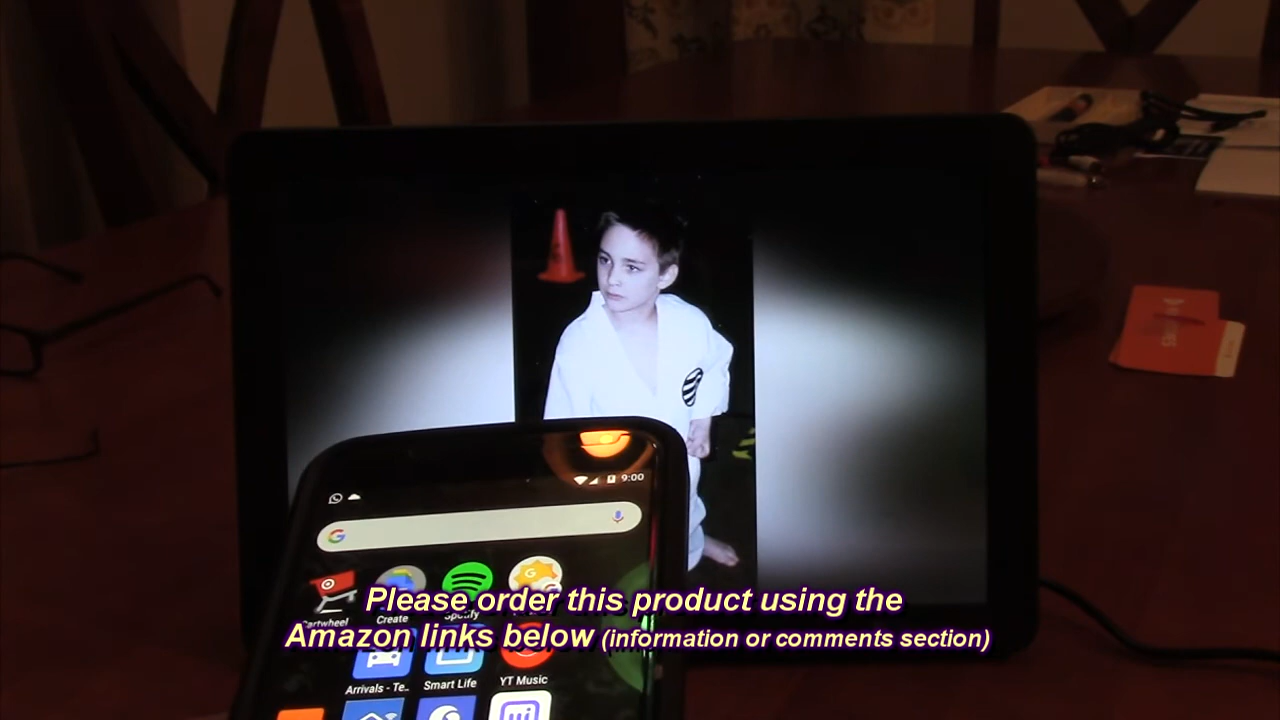 9:00
Cartwheel
Create
Spotify
Please order this product using the
Amazon links below (information or comments section)
Arrivals - Te..
Smart Life
YT Music